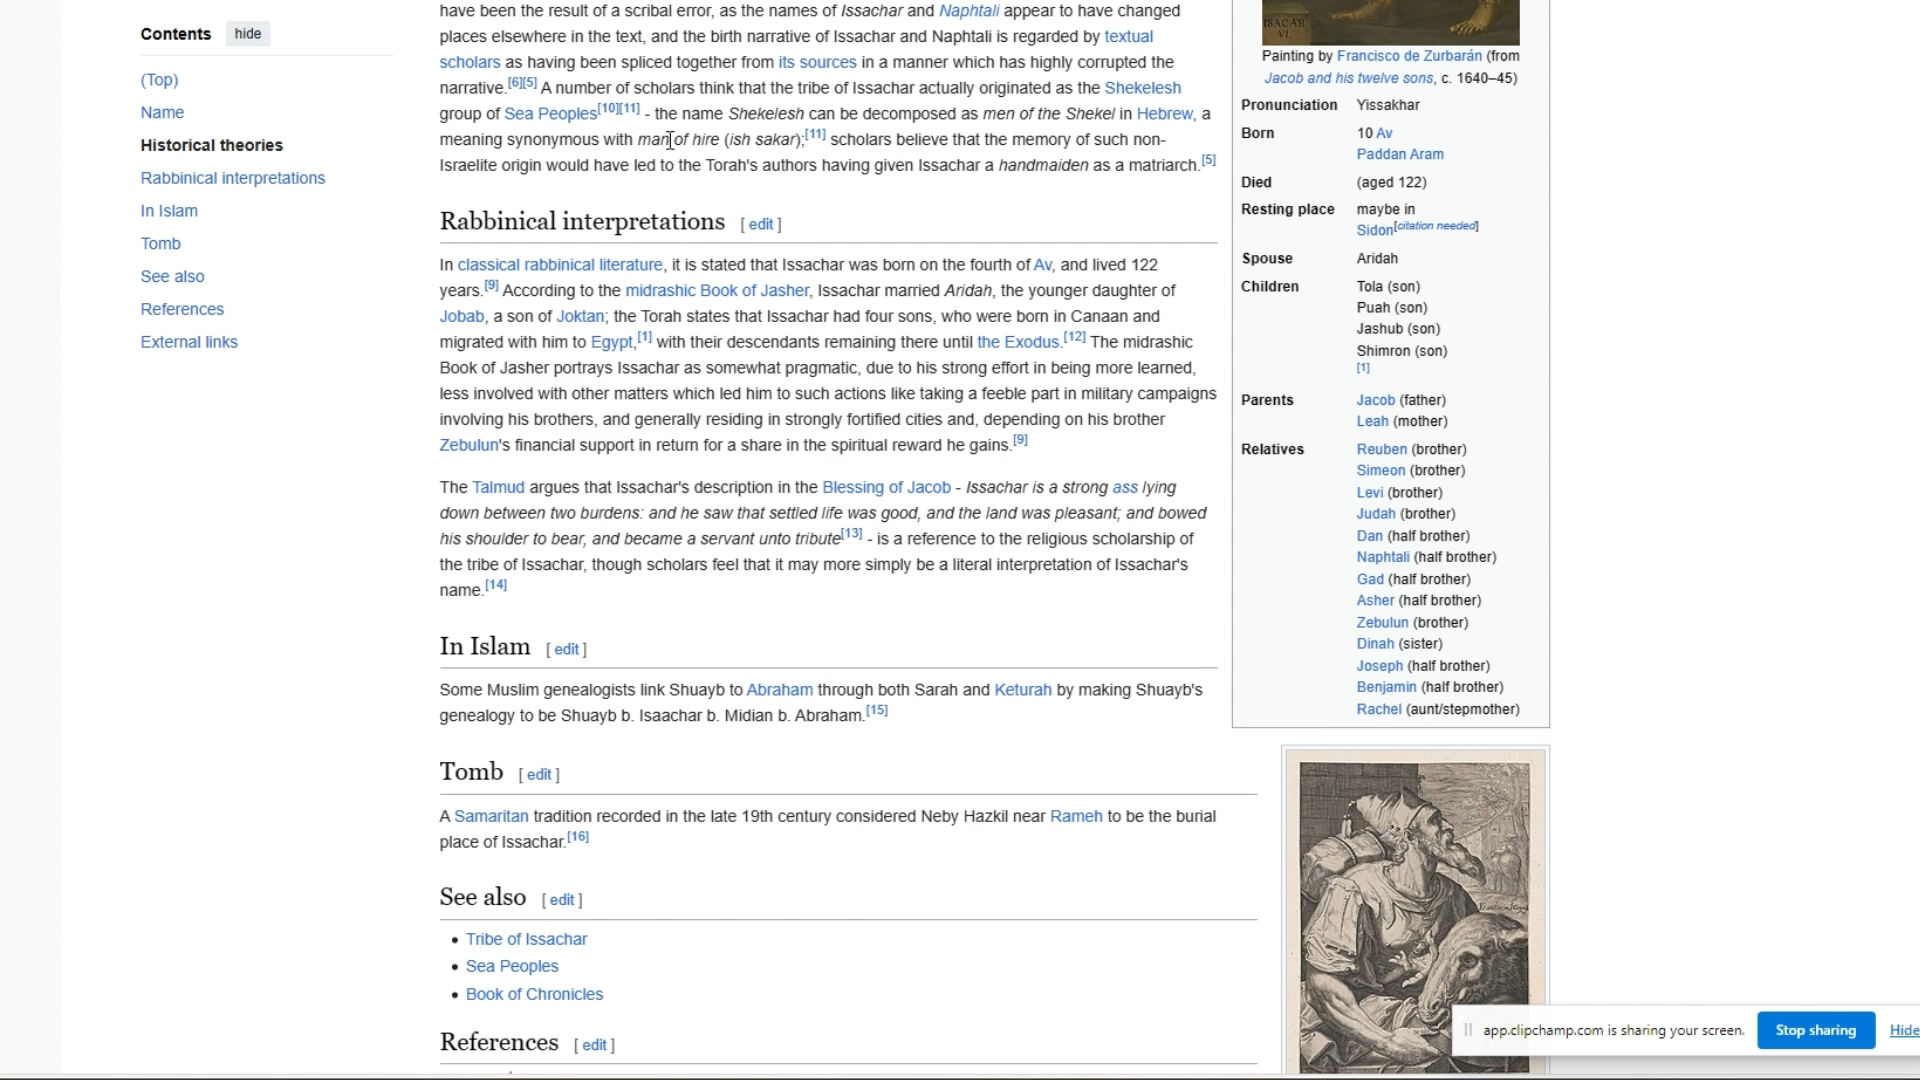 Contents hide
(Top)
Name
Historical theories
Rabbinical interpretations
In Islam
Tomb
See also
References
External links
have been the result of a scribal error, as the names of Issachar and Naphtali appear to have changed
places elsewhere in the text, and the birth narrative of Issachar and Naphtali is regarded by textual
scholars as having been spliced together from its sources in a manner which has highly corrupted the
narrative.[6][5] A number of scholars think that the tribe of Issachar actually originated as the Shekelesh
group of Sea Peoples[10][11] - the name Shekelesh can be decomposed as men of the Shekel in Hebrew, a
meaning synonymous with man of hire (ish sakar);[11] scholars believe that the memory of such non-
Israelite origin would have led to the Torah's authors having given Issachar a handmaiden as a matriarch.[5]
Rabbinical interpretations [ edit ]
In classical rabbinical literature, it is stated that Issachar was born on the fourth of Av, and lived 122
years.[9] According to the midrashic Book of Jasher, Issachar married Aridah, the younger daughter of
Jobab, a son of Joktan; the Torah states that Issachar had four sons, who were born in Canaan and
migrated with him to Egypt,[1] with their descendants remaining there until the Exodus.[12] The midrashic
Book of Jasher portrays Issachar as somewhat pragmatic, due to his strong effort in being more learned,
less involved with other matters which led him to such actions like taking a feeble part in military campaigns
involving his brothers, and generally residing in strongly fortified cities and, depending on his brother
Zebulun's financial support in return for a share in the spiritual reward he gains.[9]
The Talmud argues that Issachar's description in the Blessing of Jacob - Issachar is a strong ass lying
down between two burdens: and he saw that settled life was good, and the land was pleasant; and bowed
his shoulder to bear, and became a servant unto tribute[13] - is a reference to the religious scholarship of
the tribe of Issachar, though scholars feel that it may more simply be a literal interpretation of Issachar's
name.[14]
In Islam [ edit ]
Some Muslim genealogists link Shuayb to Abraham through both Sarah and Keturah by making Shuayb's
genealogy to be Shuayb b. Isaachar b. Midian b. Abraham.[15]
Tomb [ edit ]
A Samaritan tradition recorded in the late 19th century considered Neby Hazkil near Rameh to be the burial
place of Issachar.[16]
See also [ edit ]
• Tribe of Issachar
• Sea Peoples
• Book of Chronicles
References [ edit ]
ISACAR
VI
Painting by Francisco de Zurbarán (from
Jacob and his twelve sons, c. 1640–45)
Pronunciation Yissakhar
Born 10 Av
Paddan Aram
Died (aged 122)
Resting place maybe in
Sidon[citation needed]
Spouse Aridah
Children Tola (son)
Puah (son)
Jashub (son)
Shimron (son)
[1]
Parents Jacob (father)
Leah (mother)
Relatives Reuben (brother)
Simeon (brother)
Levi (brother)
Judah (brother)
Dan (half brother)
Naphtali (half brother)
Gad (half brother)
Asher (half brother)
Zebulun (brother)
Dinah (sister)
Joseph (half brother)
Benjamin (half brother)
Rachel (aunt/stepmother)
app.clipchamp.com is sharing your screen. Stop sharing Hide